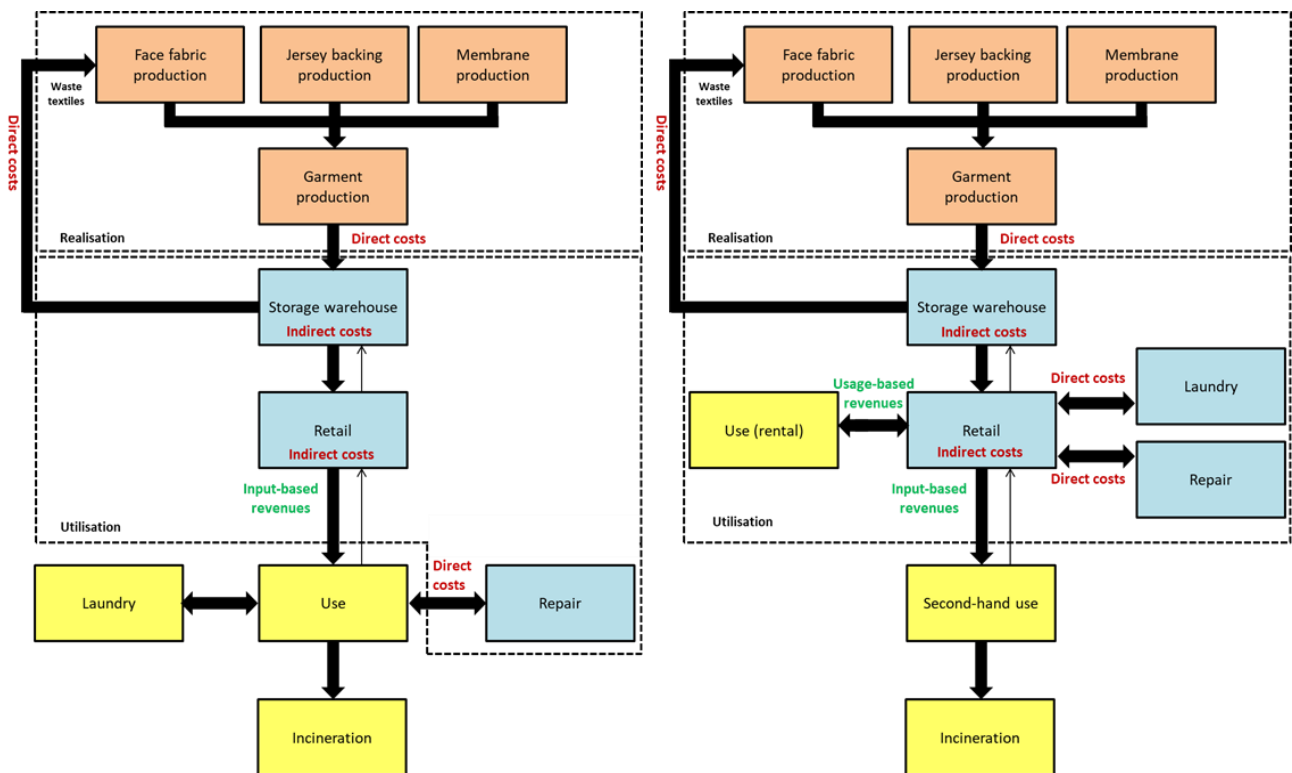 Face fabric
production
Jersey backing
production
Membrane
production
Waste
textiles
Direct costs
Garment
production
Realisation
Direct costs
Storage warehouse
Indirect costs
Retail
Indirect costs
Input-based
revenues
Utilisation
Laundry
Use
Direct
costs
Repair
Incineration
Face fabric
production
Jersey backing
production
Membrane
production
Waste
textiles
Direct costs
Garment
production
Realisation
Direct costs
Storage warehouse
Indirect costs
Usage-based
revenues
Use (rental)
Retail
Indirect costs
Direct costs
Laundry
Direct costs
Repair
Input-based
revenues
Utilisation
Second-hand use
Incineration